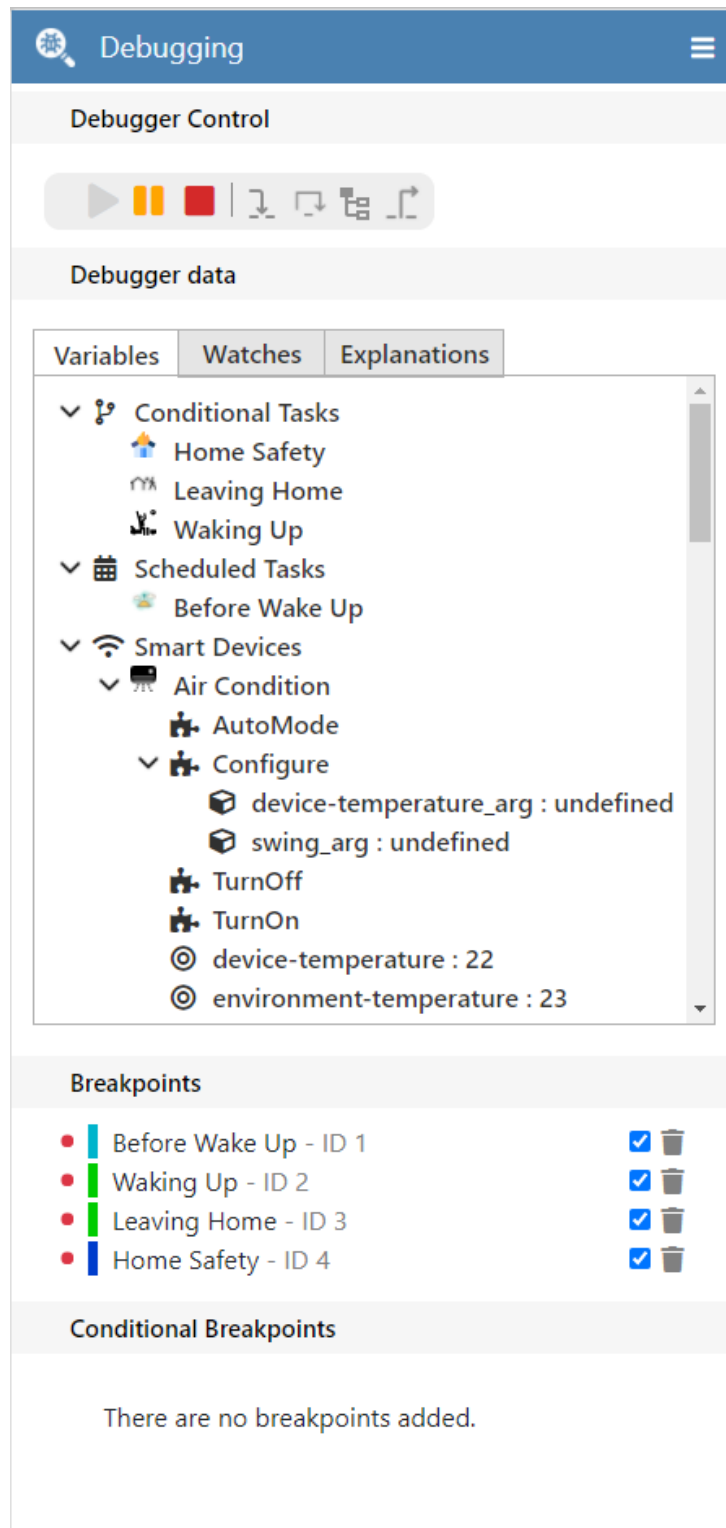 Debugging
Debugger Control
Debugger data
Variables Watches Explanations
Conditional Tasks
Home Safety
Leaving Home
Waking Up
Scheduled Tasks
Before Wake Up
Smart Devices
Air Condition
AutoMode
Configure
device-temperature_arg : undefined
swing_arg : undefined
TurnOff
TurnOn
device-temperature : 22
environment-temperature : 23
Breakpoints
Before Wake Up - ID 1
Waking Up - ID 2
Leaving Home - ID 3
Home Safety - ID 4
Conditional Breakpoints
There are no breakpoints added.